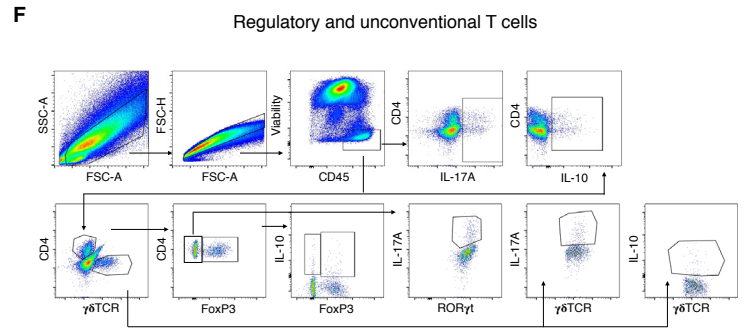 F
Regulatory and unconventional T cells
SSC-A
FSC-A
FSC-H
FSC-A
Viability
CD45
CD4
IL-17A
CD4
IL-10
CD4
γδTCR
CD4
FoxP3
IL-10
FoxP3
IL-17A
RORγt
IL-17A
γδTCR
IL-10
γδTCR